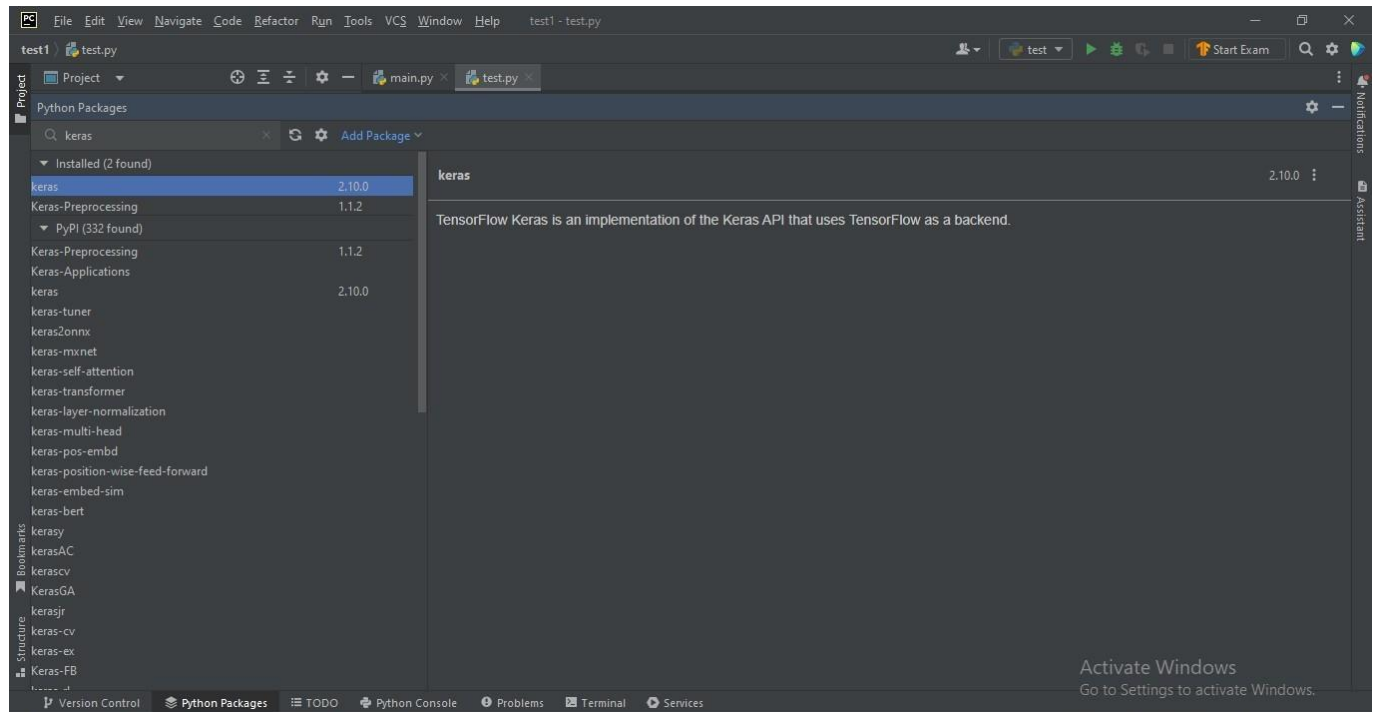 PC File Edit View Navigate Code Refactor Run Tools VCS Window Help test1 - test.py
test1 test.py test Start Exam
Project main.py test.py
Python Packages
keras Add Package
Installed (2 found)
keras 2.10.0
Keras-Preprocessing 1.1.2
PyPI (332 found)
Keras-Preprocessing 1.1.2
Keras-Applications
keras 2.10.0
keras-tuner
keras2onnx
keras-mxnet
keras-self-attention
keras-transformer
keras-layer-normalization
keras-multi-head
keras-pos-embd
keras-position-wise-feed-forward
keras-embed-sim
keras-bert
kerasy
kerasAC
kerascv
KerasGA
kerasjr
keras-cv
keras-ex
Keras-FB
keras 2.10.0
TensorFlow Keras is an implementation of the Keras API that uses TensorFlow as a backend.
Project
Bookmarks
Structure
Notifications
Assistant
Activate Windows
Go to Settings to activate Windows.
Version Control Python Packages TODO Python Console Problems Terminal Services